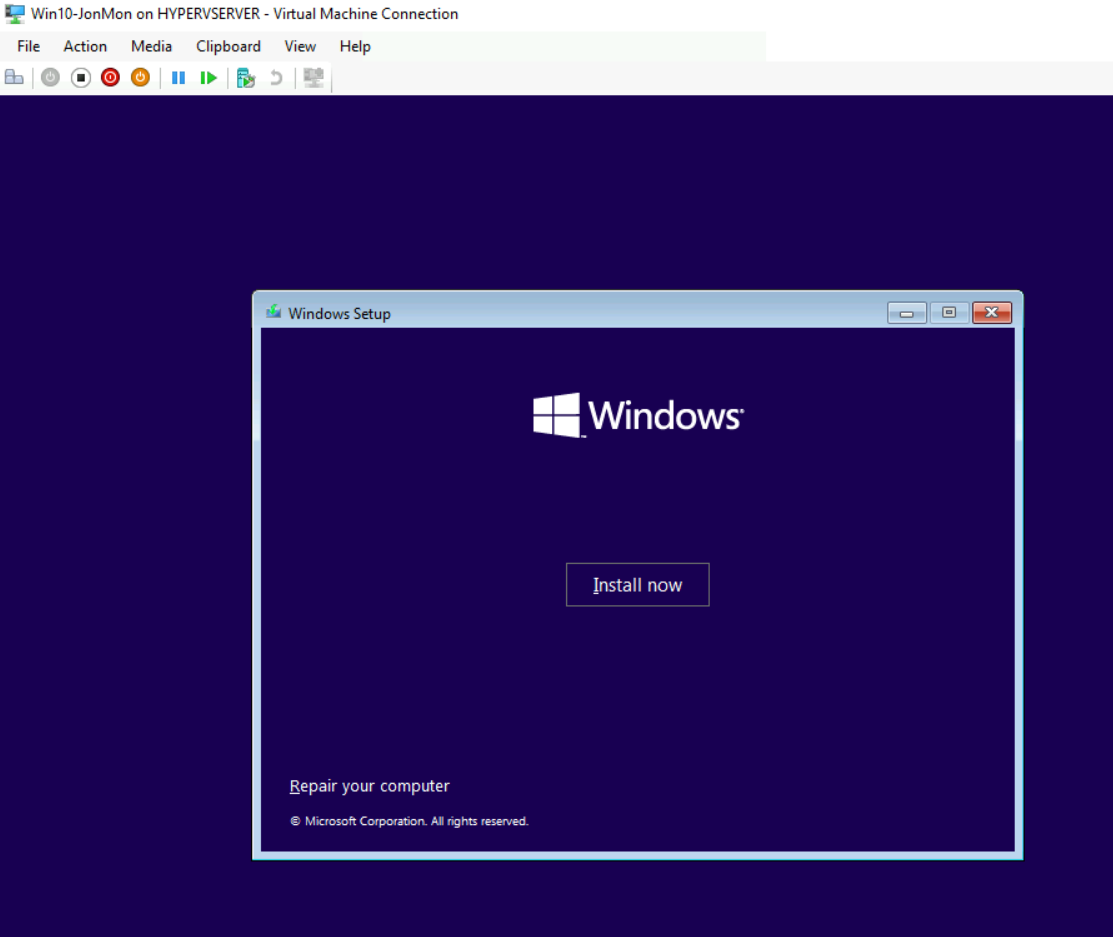 Win10-JonMon on HYPERVSERVER - Virtual Machine Connection
File Action Media Clipboard View Help
Windows Setup
Windows
Install now
Repair your computer
© Microsoft Corporation. All rights reserved.